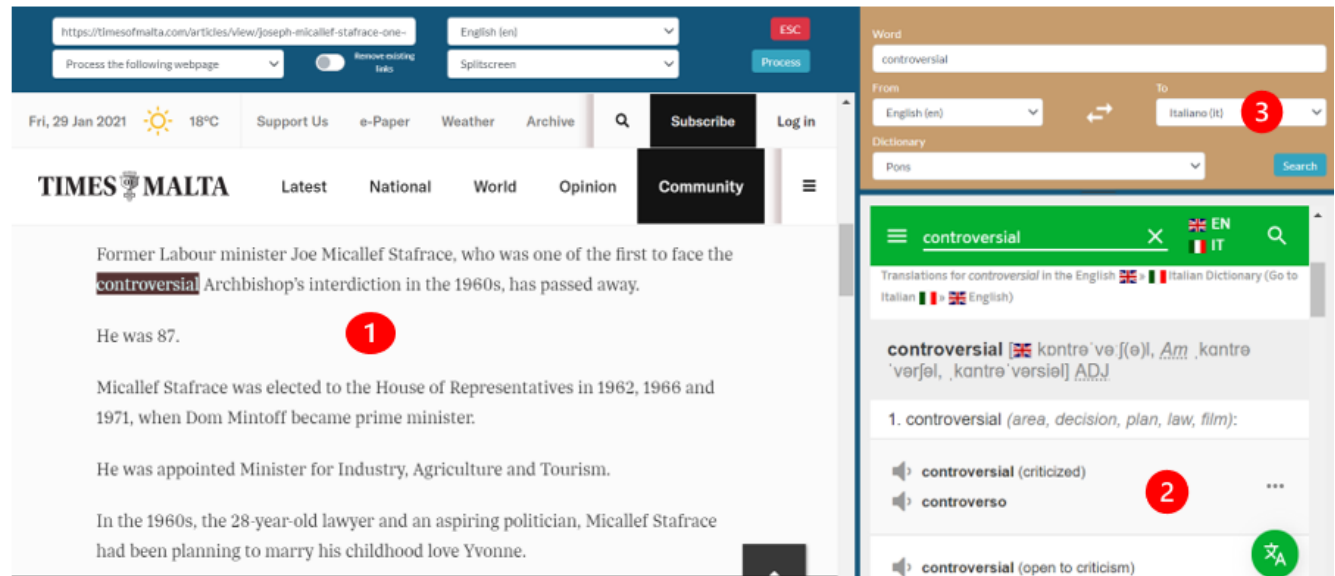 https://timesofmalta.com/articles/view/joseph-micallef-stafrace-one-
English (en)
ESC
Process the following webpage
Remove existing
links
Splitscreen
Process
Fri, 29 Jan 2021
18°C
Support Us
e-Paper
Weather
Archive
Subscribe
Log in
TIMES MALTA
Latest
National
World
Opinion
Community
Former Labour minister Joe Micallef Stafrace, who was one of the first to face the
controversial Archbishop's interdiction in the 1960s, has passed away.
He was 87.
1
Micallef Stafrace was elected to the House of Representatives in 1962, 1966 and
1971, when Dom Mintoff became prime minister.
He was appointed Minister for Industry, Agriculture and Tourism.
In the 1960s, the 28-year-old lawyer and an aspiring politician, Micallef Stafrace
had been planning to marry his childhood love Yvonne.
Word
controversial
From
To
English (en)
Italiano (it)
3
Dictionary
Pons
Search
controversial
EN
IT
Translations for controversial in the English » Italian Dictionary (Go to
Italian » English)
controversial [ kɒntrəˈvəːʃ(ə)l, Am ˌkɑntrə
ˈvərʃəl, ˌkɑntrəˈvərsiəl] ADJ
1. controversial (area, decision, plan, law, film):
controversial (criticized)
controverso
2
controversial (open to criticism)